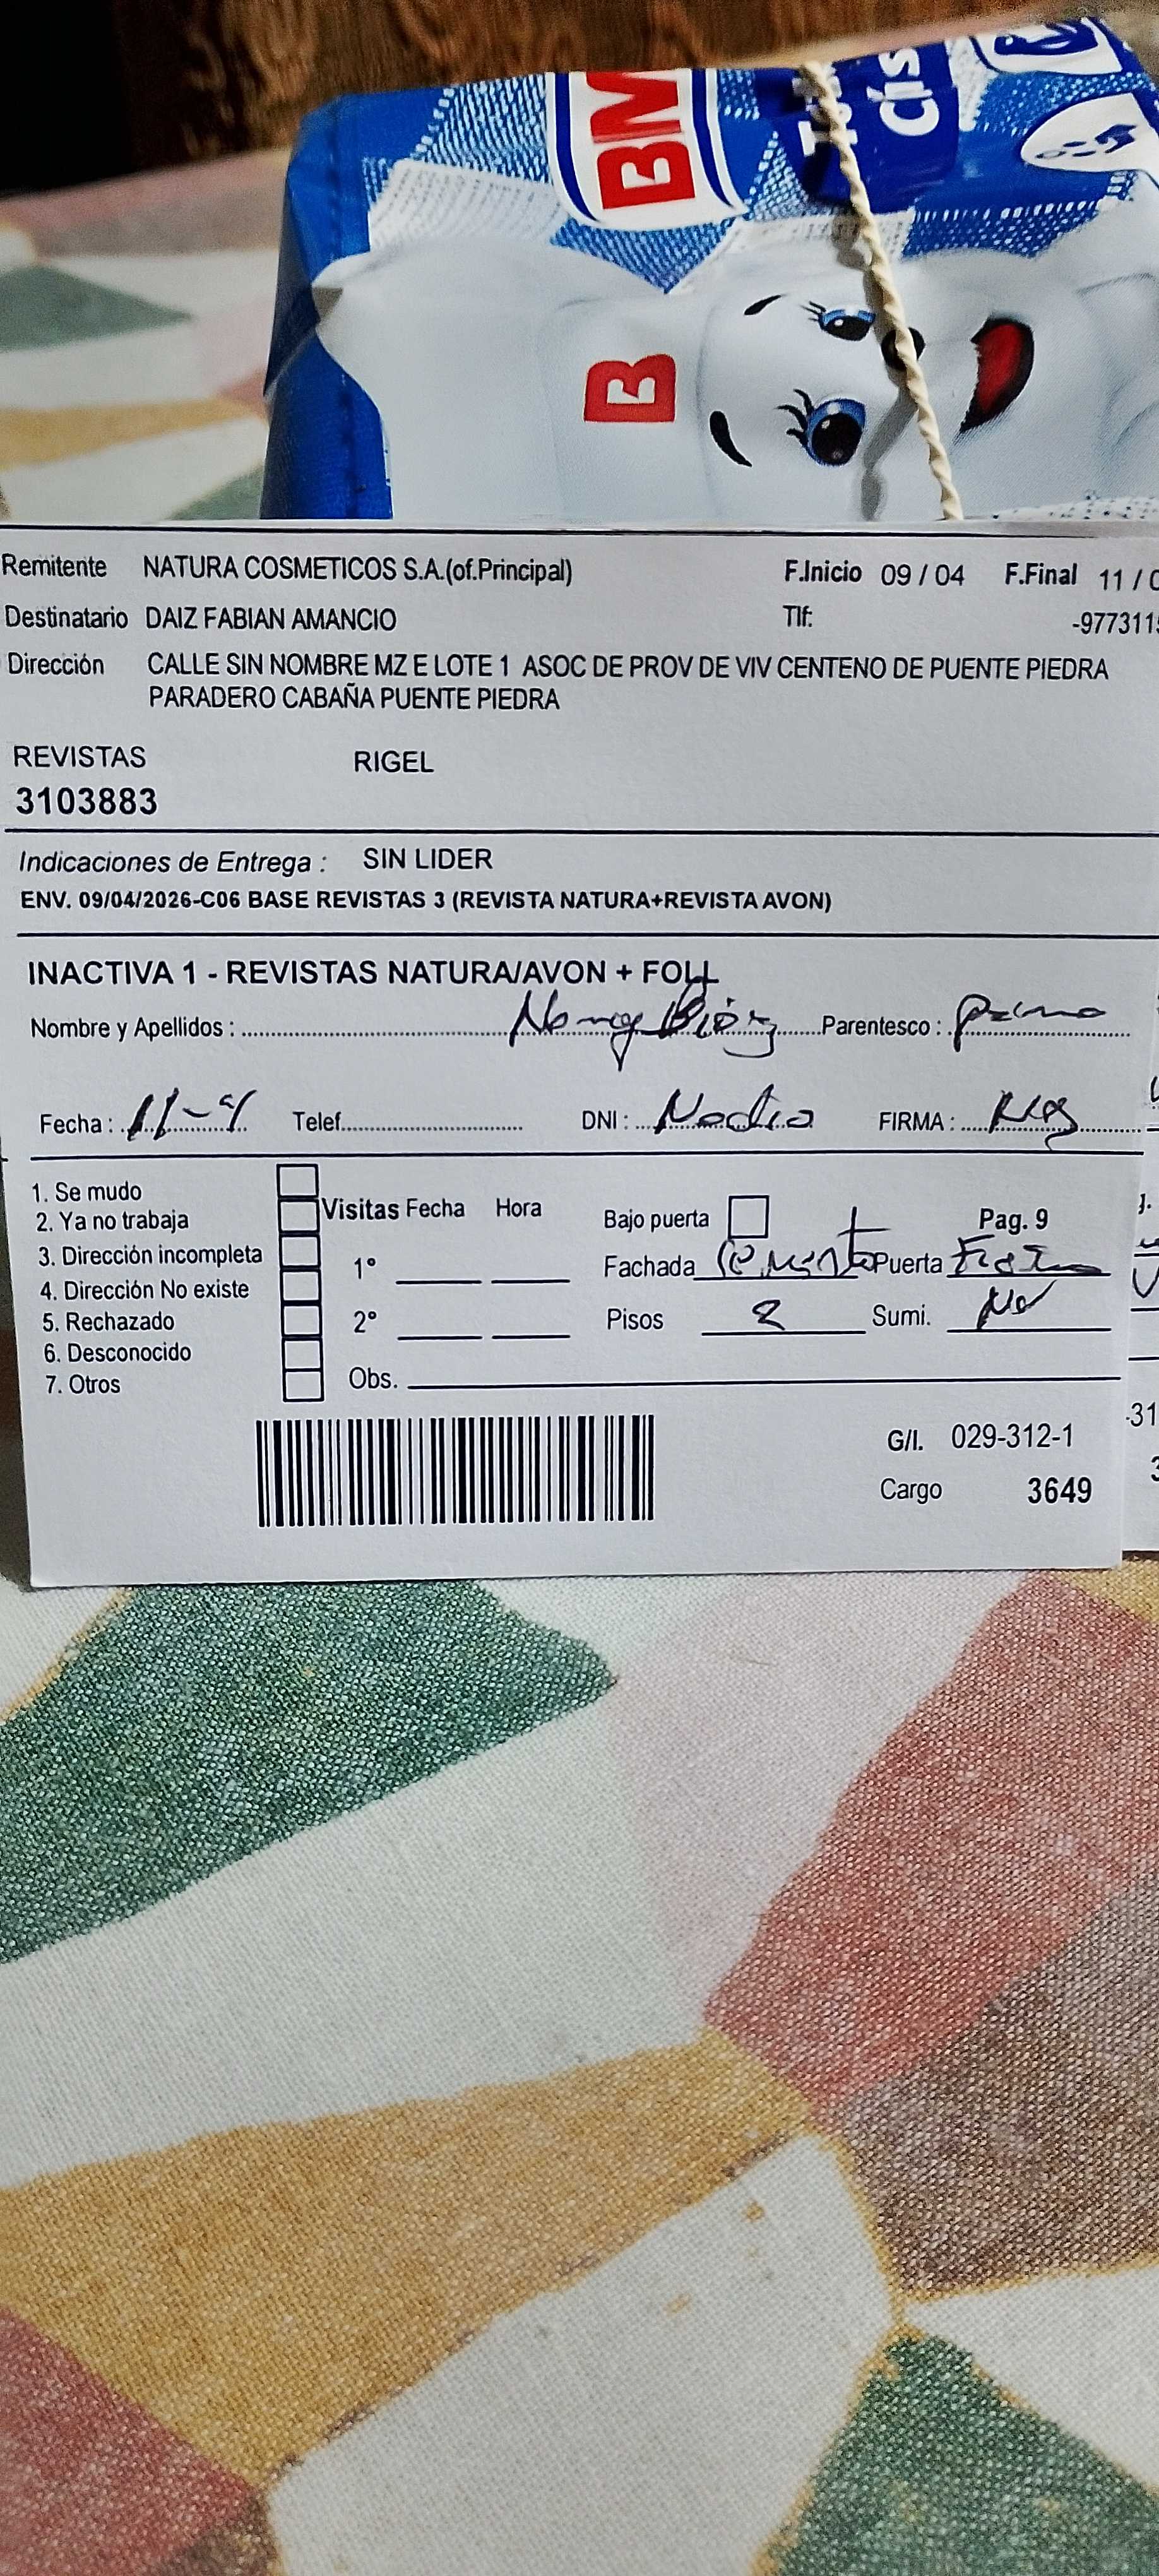 BM
B
Remitente NATURA COSMETICOS S.A.(of.Principal) F.Inicio 09 / 04 F.Final 11 / 0
Destinatario DAIZ FABIAN AMANCIO Tlf: -977311
Dirección CALLE SIN NOMBRE MZ E LOTE 1 ASOC DE PROV DE VIV CENTENO DE PUENTE PIEDRA
PARADERO CABAÑA PUENTE PIEDRA
REVISTAS RIGEL
3103883
Indicaciones de Entrega : SIN LIDER
ENV. 09/04/2026-C06 BASE REVISTAS 3 (REVISTA NATURA+REVISTA AVON)
INACTIVA 1 - REVISTAS NATURA/AVON + FOLL
Nombre y Apellidos : Parentesco :
Fecha : 11-4 Telef. DNI : FIRMA :
1. Se mudo
2. Ya no trabaja Visitas Fecha Hora Bajo puerta Pag. 9
3. Dirección incompleta 1° Fachada Cemento Puerta
4. Dirección No existe
5. Rechazado 2° Pisos 2 Sumi.
6. Desconocido
7. Otros Obs.
G/I. 029-312-1
Cargo 3649